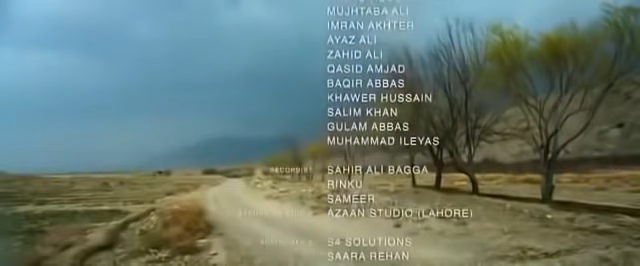 MUJHTABA ALI
IMRAN AKHTER
AYAZ ALI
ZAHID ALI
QASID AMJAD
BAQIR ABBAS
KHAWER HUSSAIN
SALIM KHAN
GULAM ABBAS
MUHAMMAD ILEYAS
RECORDIST SAHIR ALI BAGGA
RINKU
SAMEER
AZAAN STUDIO (LAHORE)
S4 SOLUTIONS
SAARA REHAN